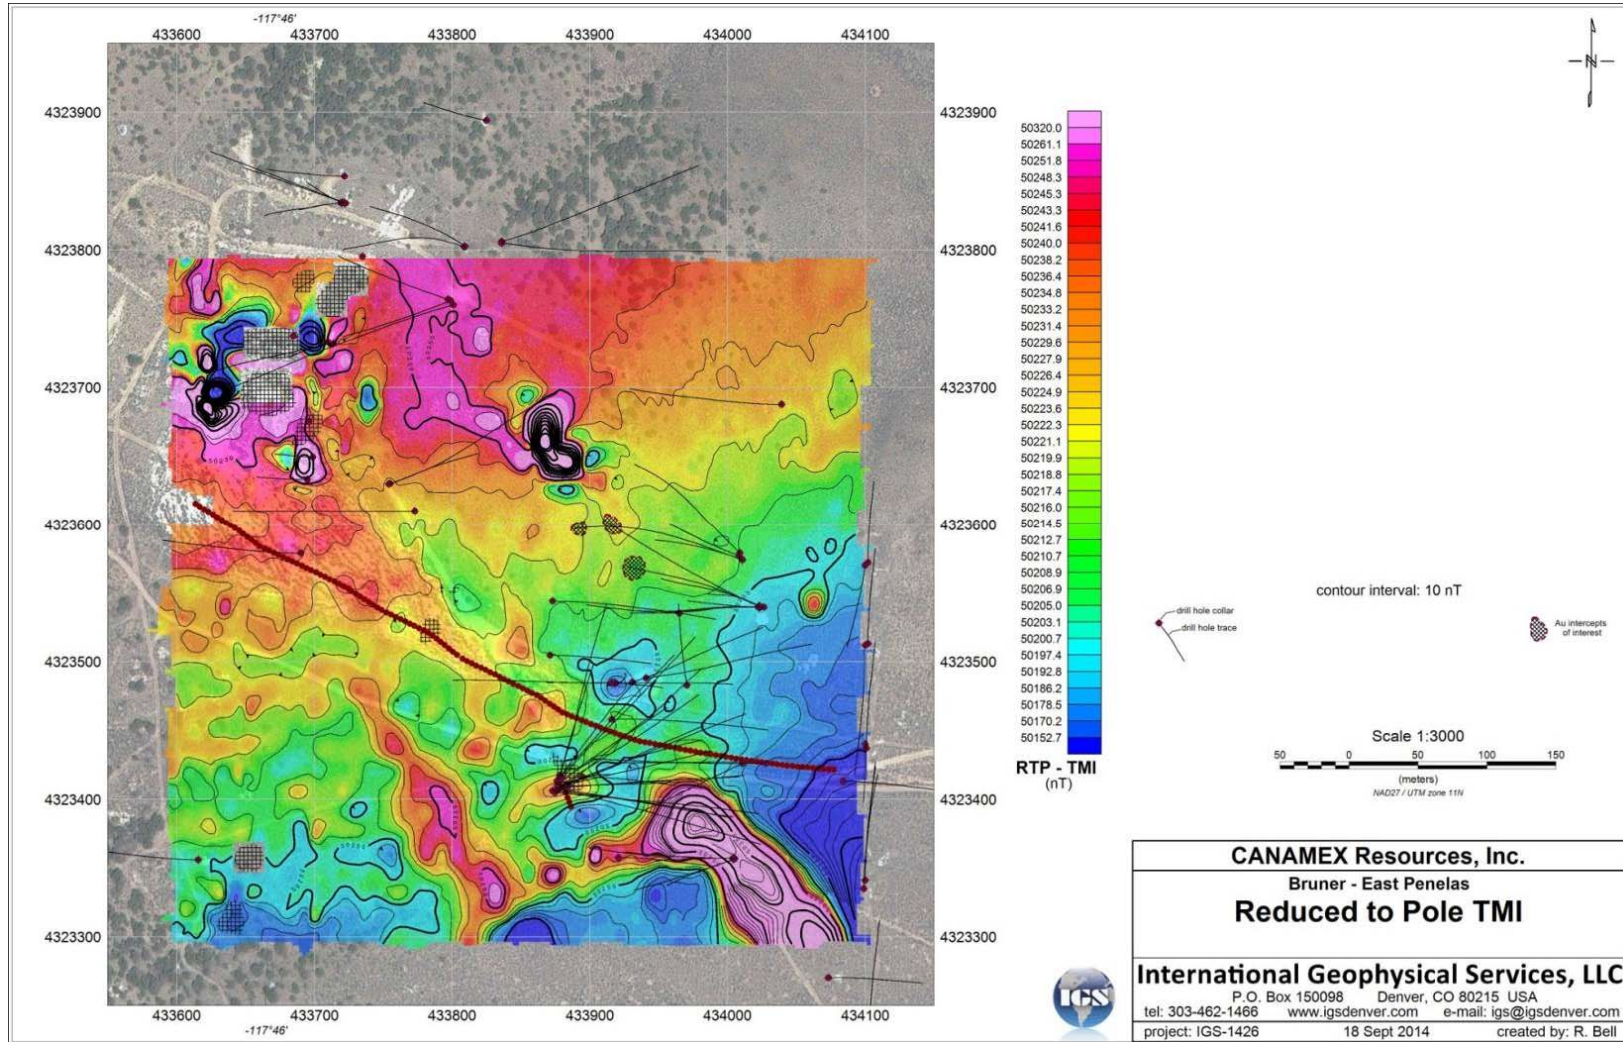 -117°46'
433600 433700 433800 433900 434000 434100
4323900 4323900
4323800 4323800
4323700 4323700
4323600 4323600
4323500 4323500
4323400 4323400
4323300 4323300
433600 433700 433800 433900 434000 434100
-117°46'
50320.0
50261.1
50251.8
50248.3
50245.3
50243.3
50241.6
50240.0
50238.2
50236.4
50234.8
50233.2
50231.4
50229.6
50227.9
50226.4
50224.9
50223.6
50222.3
50221.1
50219.9
50218.8
50217.4
50216.0
50214.5
50212.7
50210.7
50208.9
50206.9
50205.0
50203.1
50200.7
50197.4
50192.8
50186.2
50178.5
50170.2
50152.7
RTP - TMI
(nT)
N
contour interval: 10 nT
drill hole collar
drill hole trace
Au intercepts
of interest
Scale 1:3000
50 0 50 100 150
(meters)
NAD27 / UTM zone 11N
CANAMEX Resources, Inc.
Bruner - East Penelas
Reduced to Pole TMI
IGS
International Geophysical Services, LLC
P.O. Box 150098 Denver, CO 80215 USA
tel: 303-462-1466 www.igsdenver.com e-mail: igs@igsdenver.com
project: IGS-1426 18 Sept 2014 created by: R. Bell